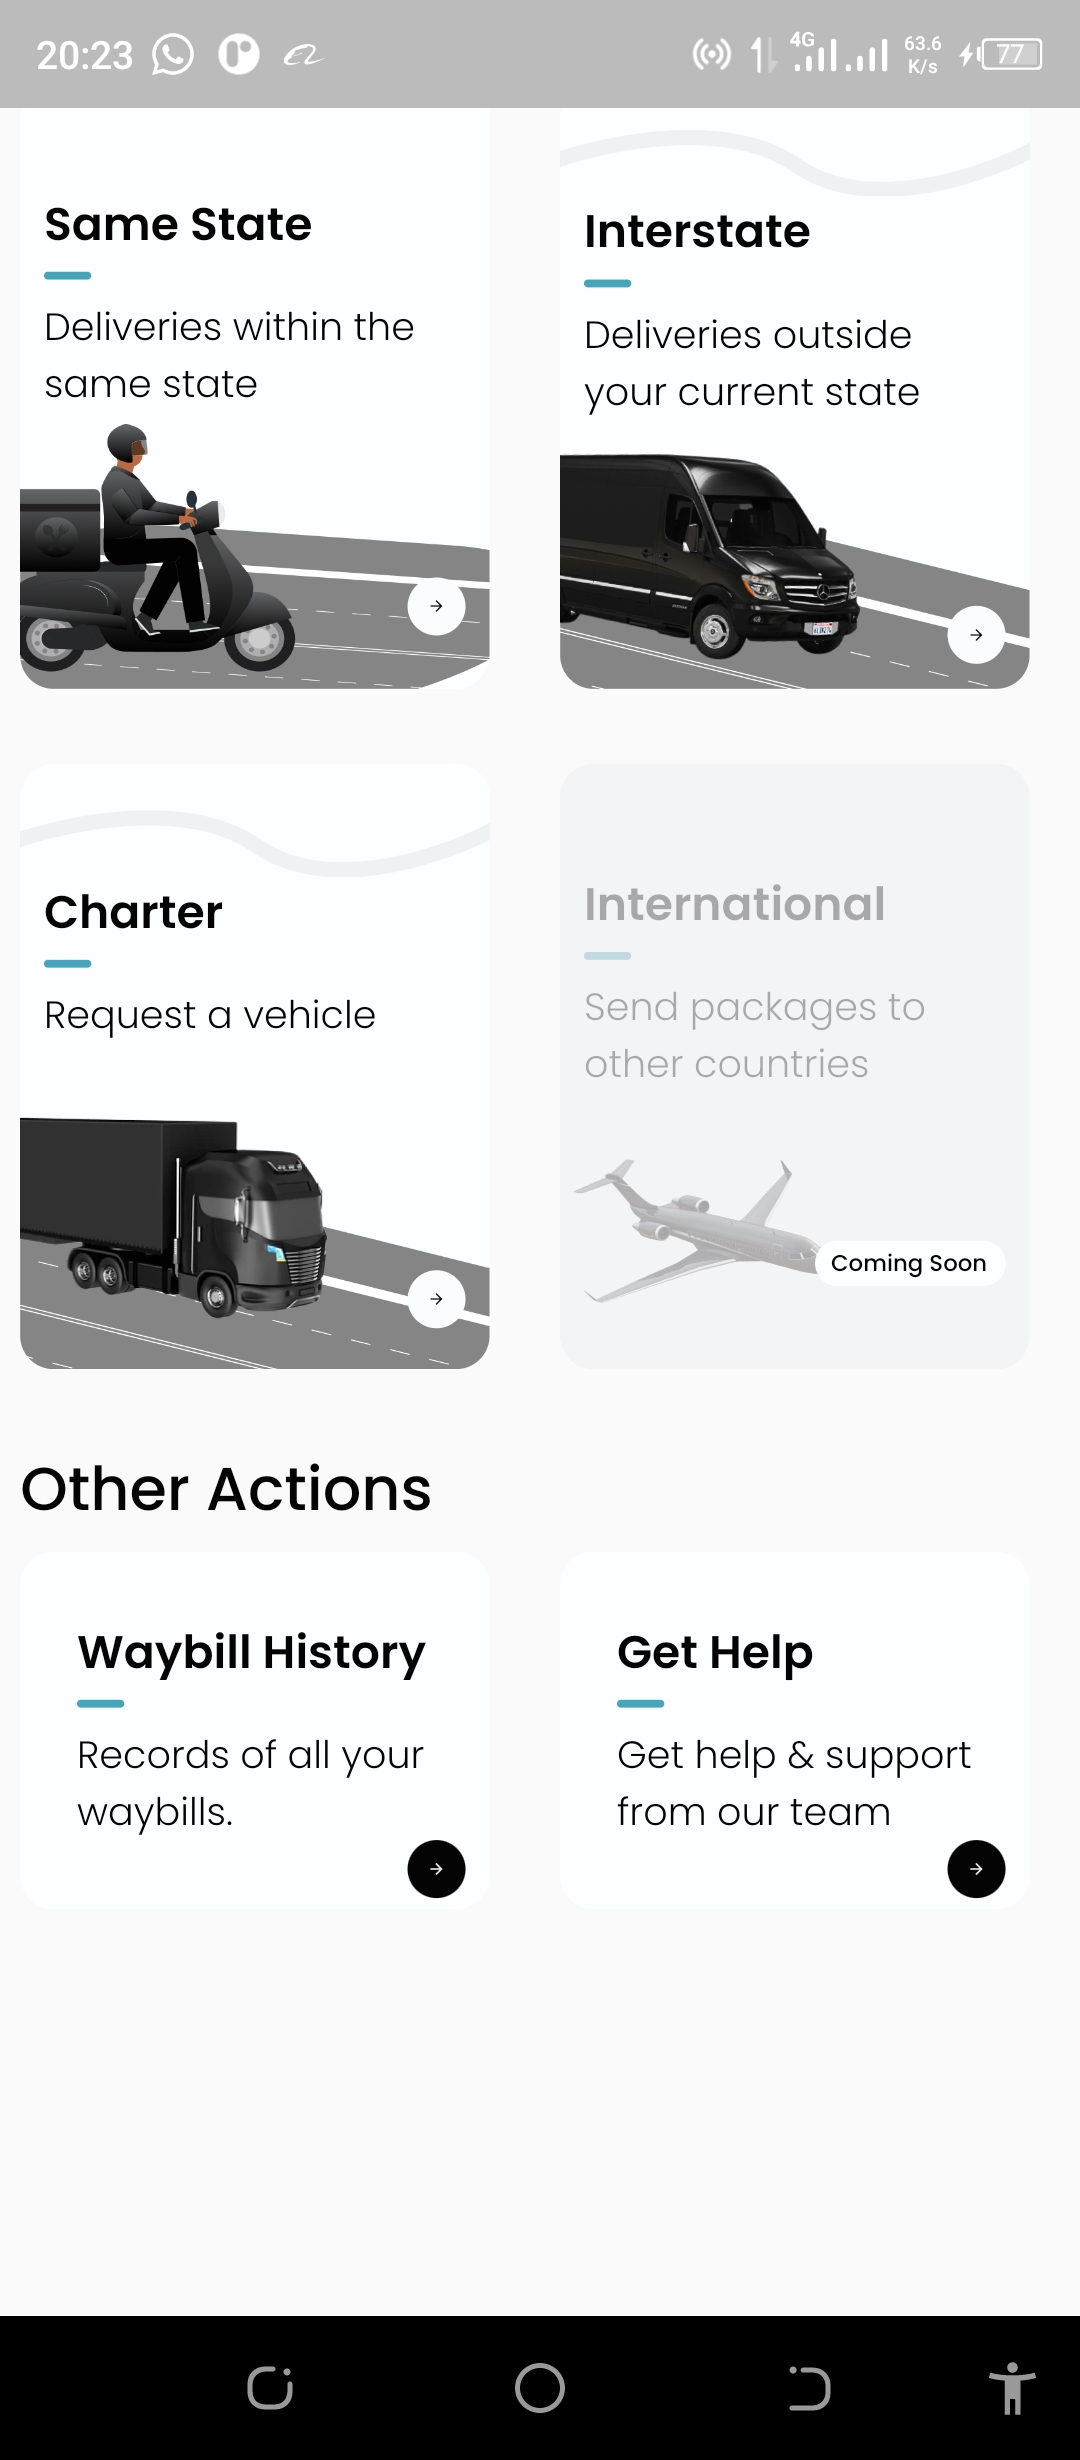 20:23
4G
63.6
K/s
77
Same State
Deliveries within the
same state
Interstate
Deliveries outside
your current state
Charter
Request a vehicle
International
Send packages to
other countries
Coming Soon
Other Actions
Waybill History
Records of all your
waybills.
Get Help
Get help & support
from our team